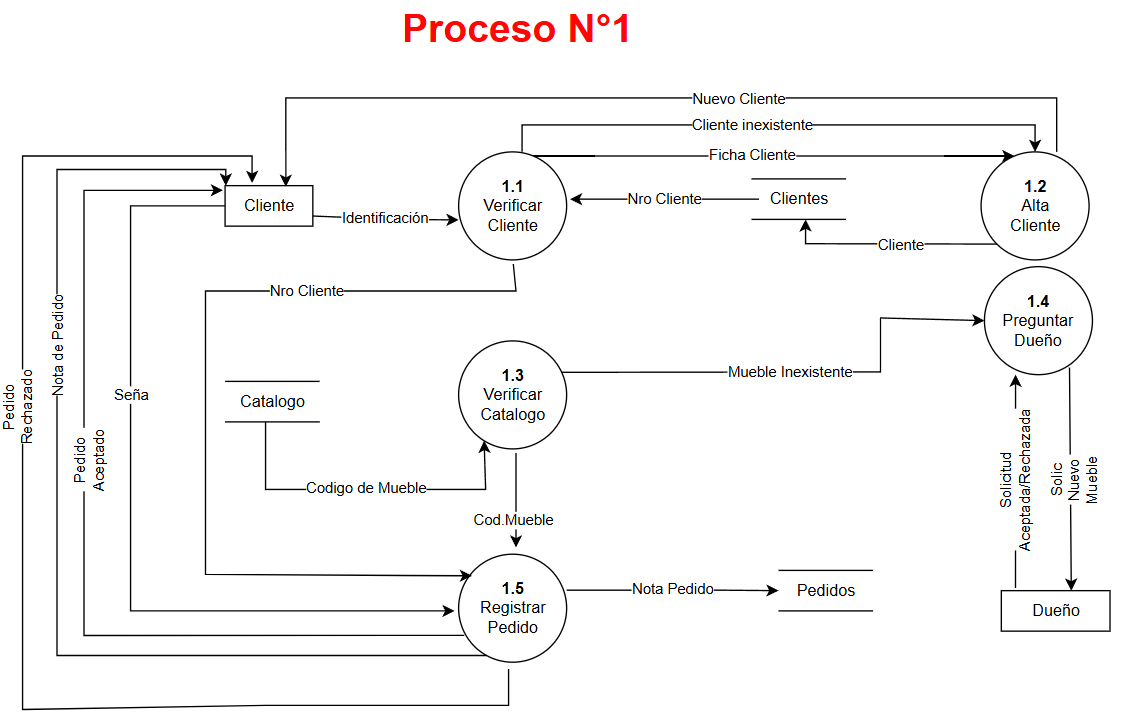 Proceso N°1
Nuevo Cliente
Cliente inexistente
Ficha Cliente
1.1
Verificar
Cliente
1.2
Alta
Cliente
Cliente
Identificación
Nro Cliente
Clientes
Cliente
Nro Cliente
1.4
Preguntar
Dueño
Nota de Pedido
Pedido
Rechazado
Seña
Pedido
Aceptado
Catalogo
1.3
Verificar
Catalogo
Mueble Inexistente
Codigo de Mueble
Cod.Mueble
Solicitud
Aceptada/Rechazada
Solic
Nuevo
Mueble
1.5
Registrar
Pedido
Nota Pedido
Pedidos
Dueño